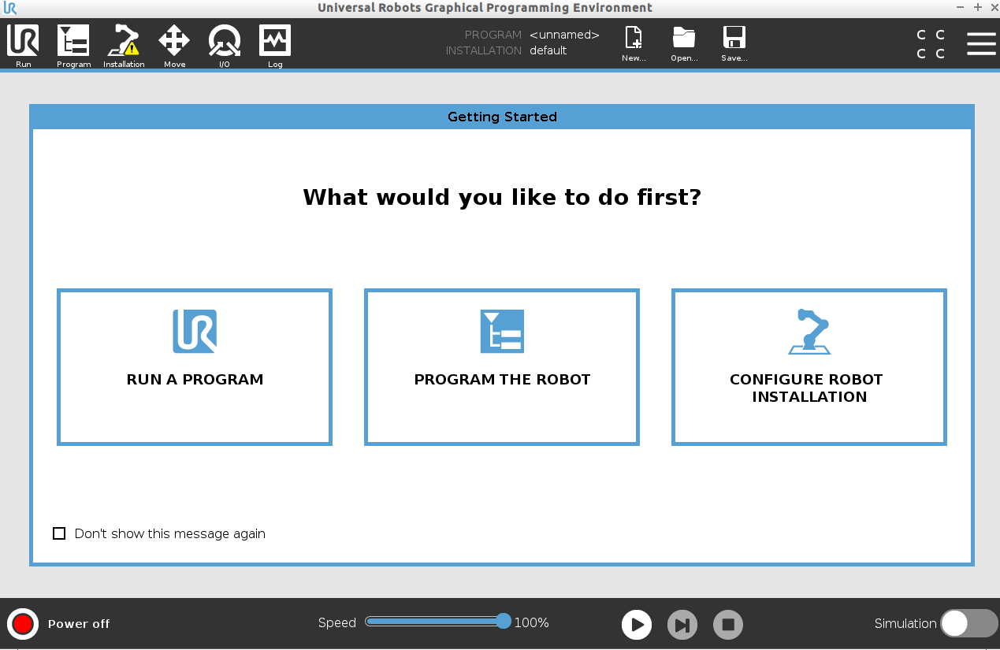 Universal Robots Graphical Programming Environment
Run
Program
Installation
Move
I/O
Log
PROGRAM <unnamed>
INSTALLATION default
New...
Open...
Save...
C C
C C
Getting Started
What would you like to do first?
RUN A PROGRAM
PROGRAM THE ROBOT
CONFIGURE ROBOT
INSTALLATION
Don't show this message again
Power off
Speed 100%
Simulation